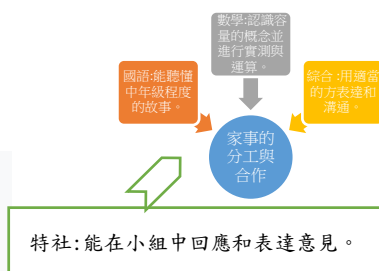 數學:認識容
量的概念並
進行實測與
運算。
國語:能聽懂
中年級程度
的故事。
綜合:用適當
的方表達和
溝通。
家事的
分工與
合作
特社:能在小組中回應和表達意見。